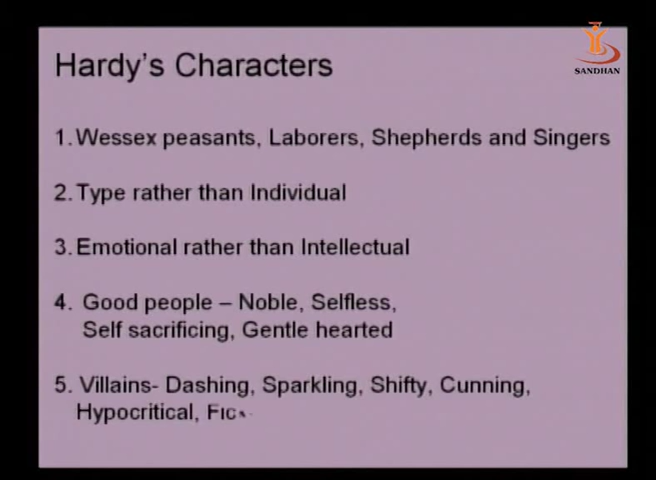 SANDHAN
Hardy's Characters
1. Wessex peasants, Laborers, Shepherds and Singers
2. Type rather than Individual
3. Emotional rather than Intellectual
4. Good people – Noble, Selfless,
Self sacrificing, Gentle hearted
5. Villains- Dashing, Sparkling, Shifty, Cunning,
Hypocritical,